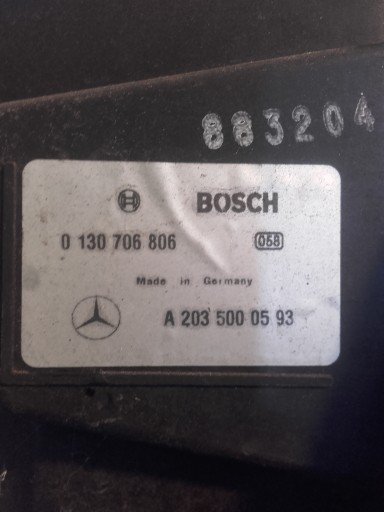 883204
BOSCH
0 130 706 806
058
Made in Germany
A 203 500 05 93